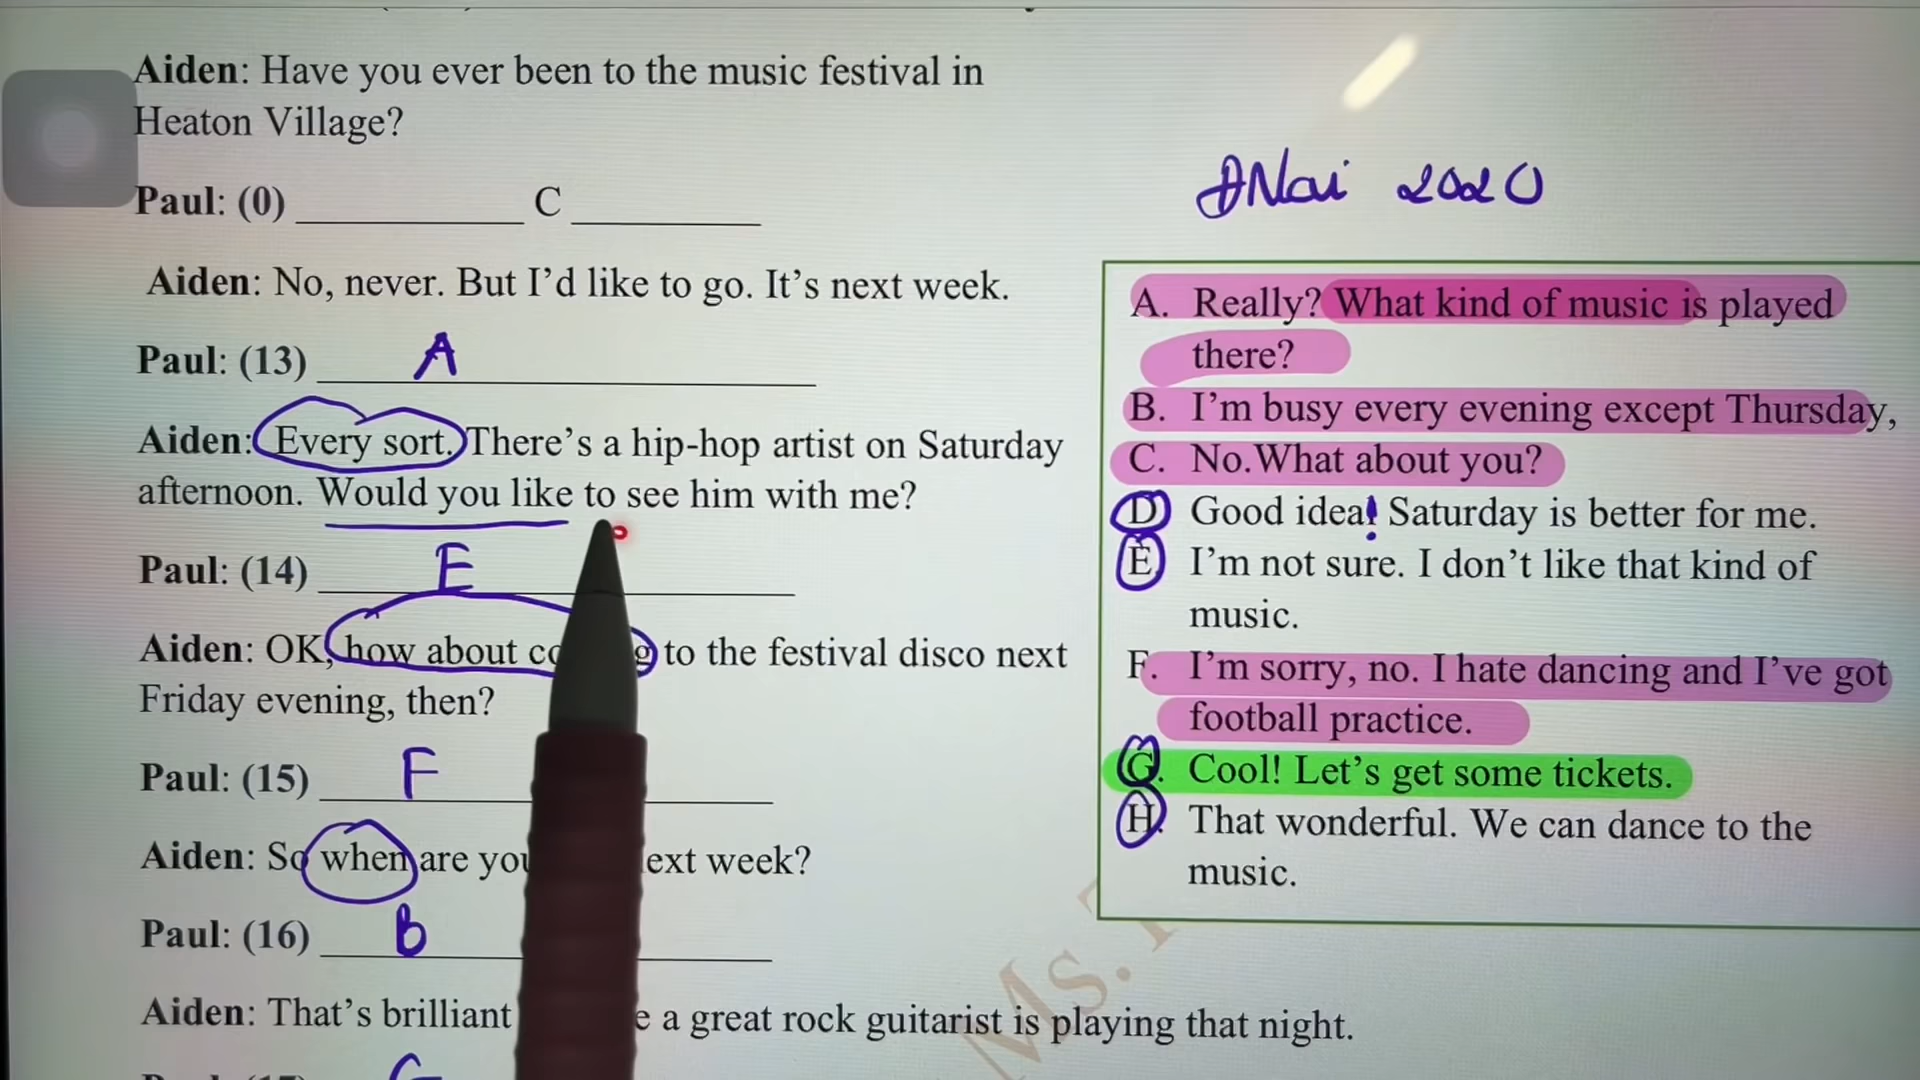 Aiden: Have you ever been to the music festival in
Heaton Village?
Paul: (0) __________ C __________
Aiden: No, never. But I'd like to go. It's next week.
Paul: (13) A
Aiden: Every sort. There's a hip-hop artist on Saturday
afternoon. Would you like to see him with me?
Paul: (14) E
Aiden: OK, how about to the festival disco next
Friday evening, then?
Paul: (15) F
Aiden: So when are you next week?
Paul: (16) B
Aiden: That's brilliant a great rock guitarist is playing that night.
G
ĐNai 2020
A. Really? What kind of music is played
there?
B. I'm busy every evening except Thursday,
C. No.What about you?
D Good idea! Saturday is better for me.
E. I'm not sure. I don't like that kind of
music.
F. I'm sorry, no. I hate dancing and I've got
football practice.
G. Cool! Let's get some tickets.
H. That wonderful. We can dance to the
music.
Ms.